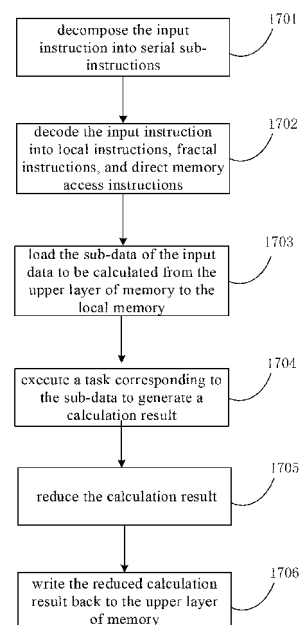 1701
decompose the input
instruction into serial sub-
instructions
1702
decode the input instruction
into local instructions, fractal
instructions, and direct memory
access instructions
1703
load the sub-data of the input
data to be calculated from the
upper layer of memory to the
local memory
1704
execute a task corresponding to
the sub-data to generate a
calculation result
1705
reduce the calculation result
1706
write the reduced calculation
result back to the upper layer
of memory